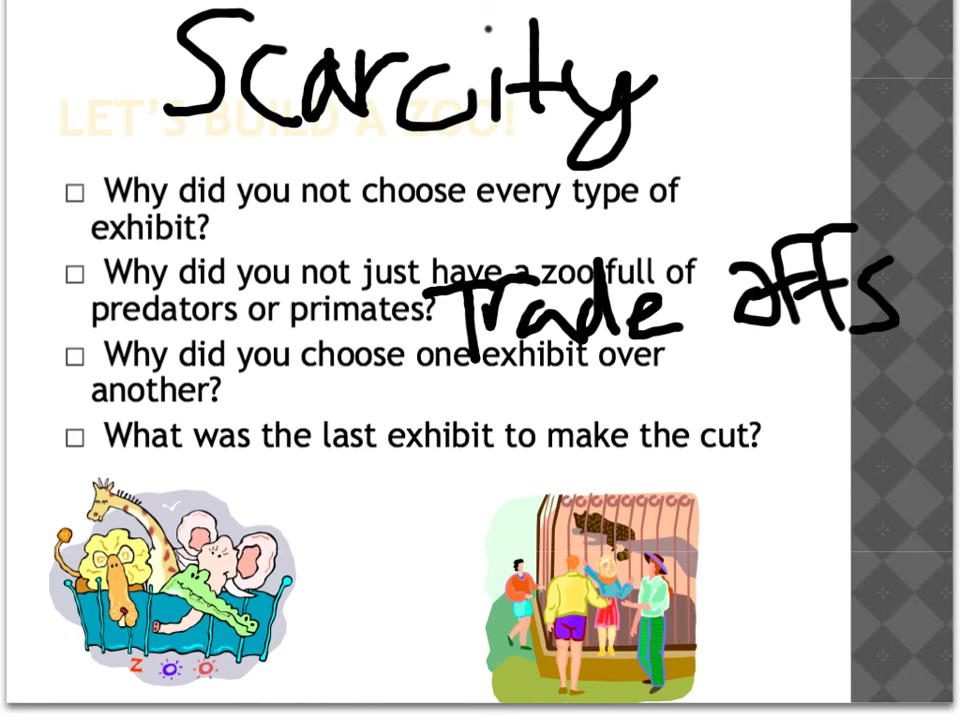 Scarcity
LET'S BUILD A ZOO!
□ Why did you not choose every type of
exhibit?
□ Why did you not just have a zoo full of
predators or primates?
Trade offs
□ Why did you choose one exhibit over
another?
□ What was the last exhibit to make the cut?
ZOO